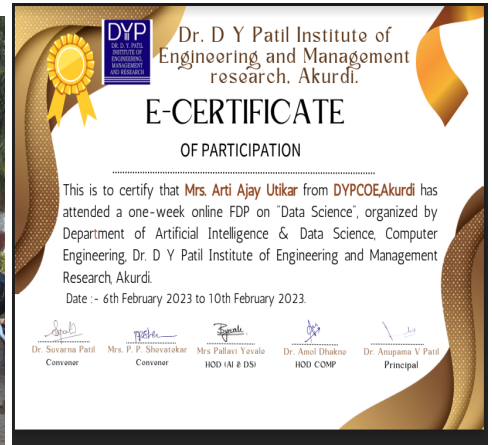 DYP
DR. D. Y. PATIL
INSTITUTE OF
ENGINEERING,
MANAGEMENT
AND RESEARCH
Dr. D Y Patil Institute of
Engineering and Management
research, Akurdi.
E-CERTIFICATE
OF PARTICIPATION
This is to certify that Mrs. Arti Ajay Utikar from DYPCOE,Akurdi has
attended a one-week online FDP on "Data Science", organized by
Department of Artificial Intelligence & Data Science, Computer
Engineering, Dr. D Y Patil Institute of Engineering and Management
Research, Akurdi.
Date :- 6th February 2023 to 10th February 2023.
Dr. Suvarna Patil
Convener
Mrs. P. P. Shevatekar
Convener
Mrs Pallavi Yevale
HOD (AI & DS)
Dr. Amol Dhakne
HOD COMP
Dr. Anupama V Patil
Principal